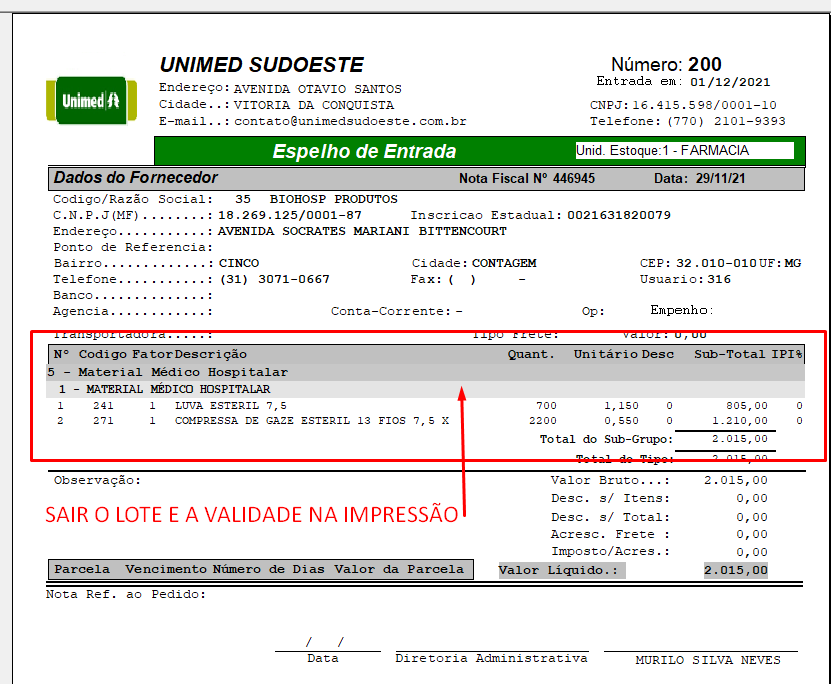 UNIMED SUDOESTE
Número: 200
Endereço: AVENIDA OTAVIO SANTOS
Entrada em: 01/12/2021
Unimed
Cidade..: VITORIA DA CONQUISTA
CNPJ: 16.415.598/0001-10
E-mail..: contato@unimedsudoeste.com.br
Telefone: (770) 2101-9393
Espelho de Entrada
Unid. Estoque:1 - FARMACIA
Dados do Fornecedor
Nota Fiscal Nº 446945
Data: 29/11/21
Codigo/Razão Social: 35 BIOHOSP PRODUTOS
C.N.P.J(MF)........: 18.269.125/0001-87 Inscricao Estadual: 0021631820079
Endereço...........: AVENIDA SOCRATES MARIANI BITTENCOURT
Ponto de Referencia:
Bairro.............: CINCO Cidade: CONTAGEM CEP: 32.010-010 UF: MG
Telefone...........: (31) 3071-0667 Fax: ( ) - Usuario: 316
Banco..............:
Agencia............: Conta-Corrente: - Op: Empenho:
Transportadora.....: Tipo Frete: Valor: 0,00
Nº Codigo Fator Descrição Quant. Unitário Desc Sub-Total IPI%
5 - Material Médico Hospitalar
1 - MATERIAL MÉDICO HOSPITALAR
1 241 1 LUVA ESTERIL 7,5 700 1,150 0 805,00 0
2 271 1 COMPRESSA DE GAZE ESTERIL 13 FIOS 7,5 X 2200 0,550 0 1.210,00 0
Total do Sub-Grupo: 2.015,00
Total do Tipo: 2.015,00
Observação:
Valor Bruto...: 2.015,00
Desc. s/ Itens: 0,00
SAIR O LOTE E A VALIDADE NA IMPRESSÃO
Desc. s/ Total: 0,00
Acresc. Frete : 0,00
Imposto/Acres.: 0,00
Parcela Vencimento Número de Dias Valor da Parcela
Valor Líquido.: 2.015,00
Nota Ref. ao Pedido:
/ /
Data
Diretoria Administrativa
MURILO SILVA NEVES